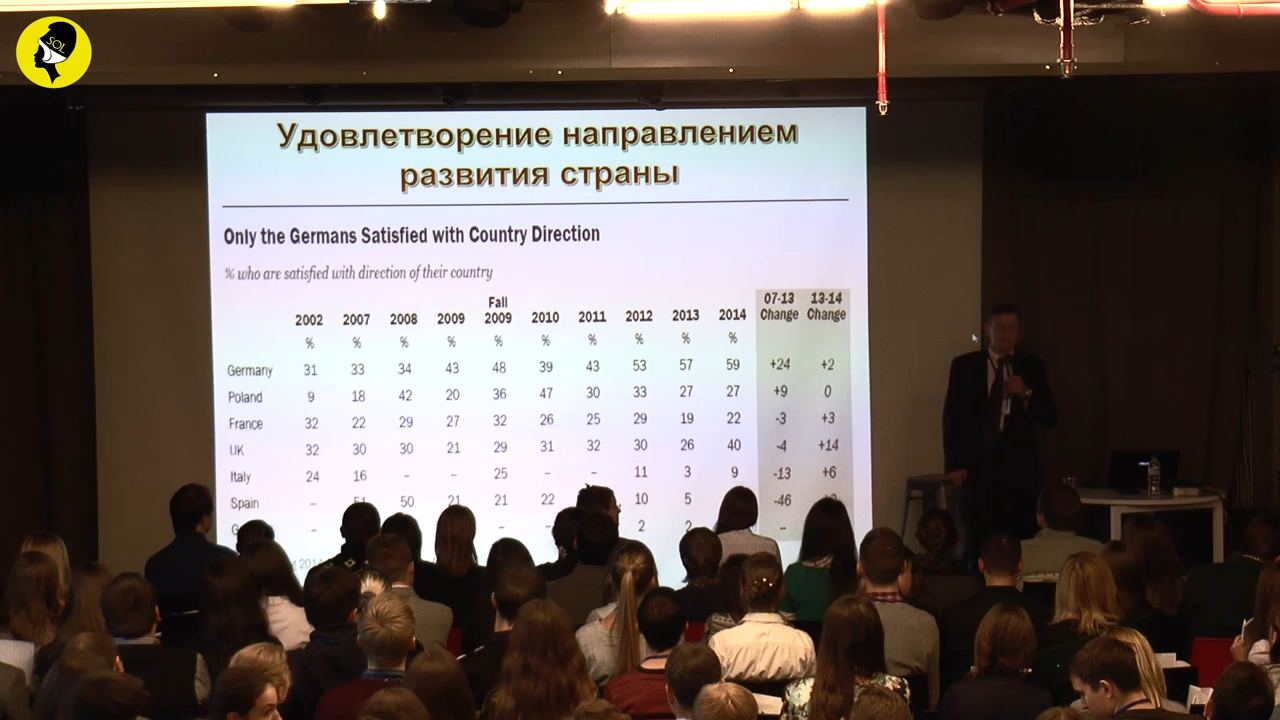 SOL
Удовлетворение направлением
развития страны
Only the Germans Satisfied with Country Direction
% who are satisfied with direction of their country
2002 2007 2008 2009 Fall 2009 2010 2011 2012 2013 2014 07-13 Change 13-14 Change
% % % % % % % % % %
Germany 31 33 34 43 48 39 43 53 57 59 +24 +2
Poland 9 18 42 20 36 47 30 33 27 27 +9 0
France 32 22 29 27 32 26 25 29 19 22 -3 +3
UK 32 30 30 21 29 31 32 30 26 40 -4 +14
Italy 24 16 – – 25 – – 11 3 9 -13 +6
Spain – 51 50 21 21 22 10 5 -46
– – – 2 2 –